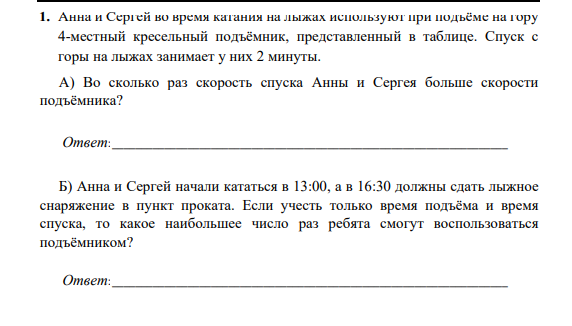 1. Анна и Сергей во время катания на лыжах используют при подъёме на гору
4-местный кресельный подъёмник, представленный в таблице. Спуск с
горы на лыжах занимает у них 2 минуты.
А) Во сколько раз скорость спуска Анны и Сергея больше скорости
подъёмника?
Ответ:
Б) Анна и Сергей начали кататься в 13:00, а в 16:30 должны сдать лыжное
снаряжение в пункт проката. Если учесть только время подъёма и время
спуска, то какое наибольшее число раз ребята смогут воспользоваться
подъёмником?
Ответ: